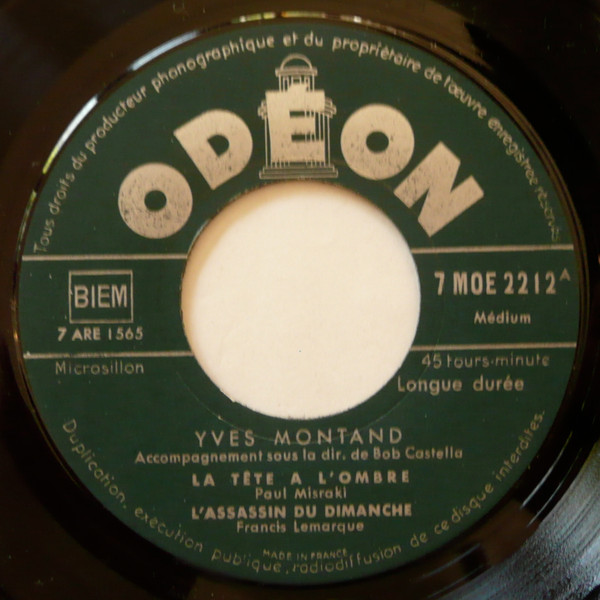 Tous droits du producteur phonographique et du propriétaire de l'œuvre enregistrée réservés
ODÉON
BIEM
7 ARE 1565
7 MOE 2212 A
Médium
Microsillon
45 tours-minute
Longue durée
YVES MONTAND
Accompagnement sous la dir. de Bob Castella
LA TÊTE A L'OMBRE
Paul Misraki
L'ASSASSIN DU DIMANCHE
Francis Lemarque
MADE IN FRANCE
Duplication, exécution publique, radiodiffusion de ce disque interdites.